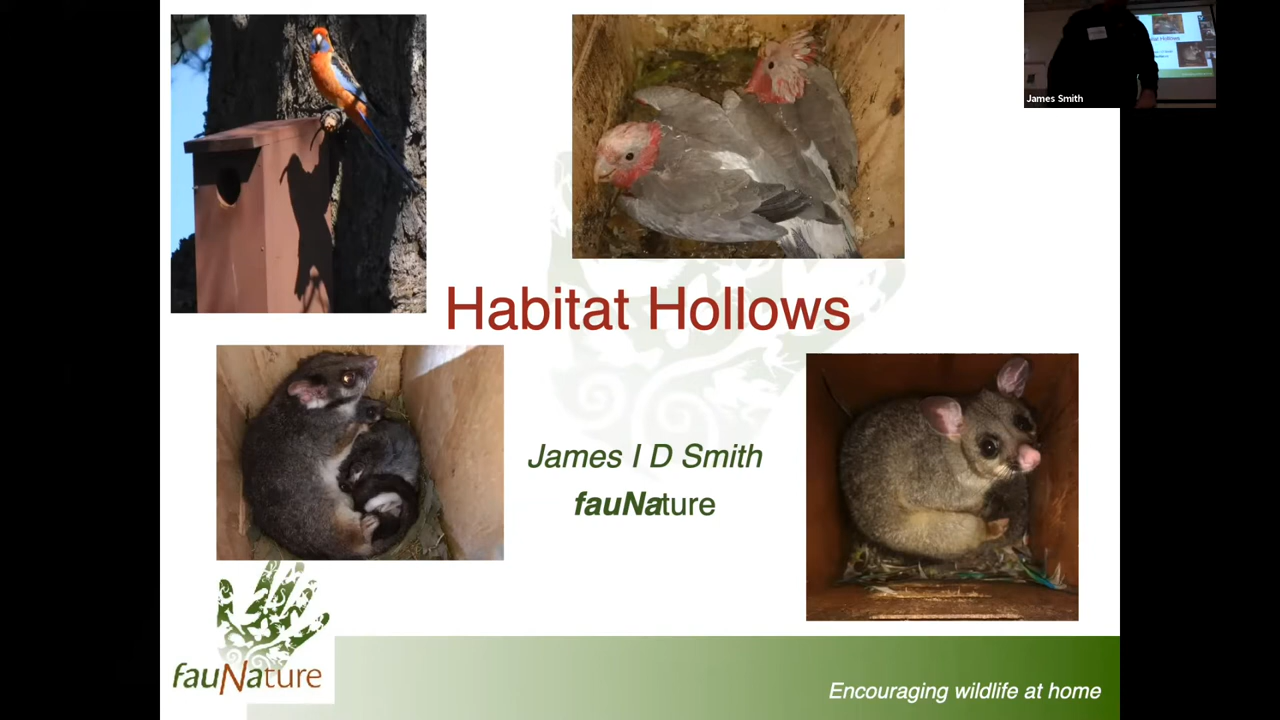 James Smith
Habitat Hollows
James I D Smith
fauNature
fauNature
Encouraging wildlife at home